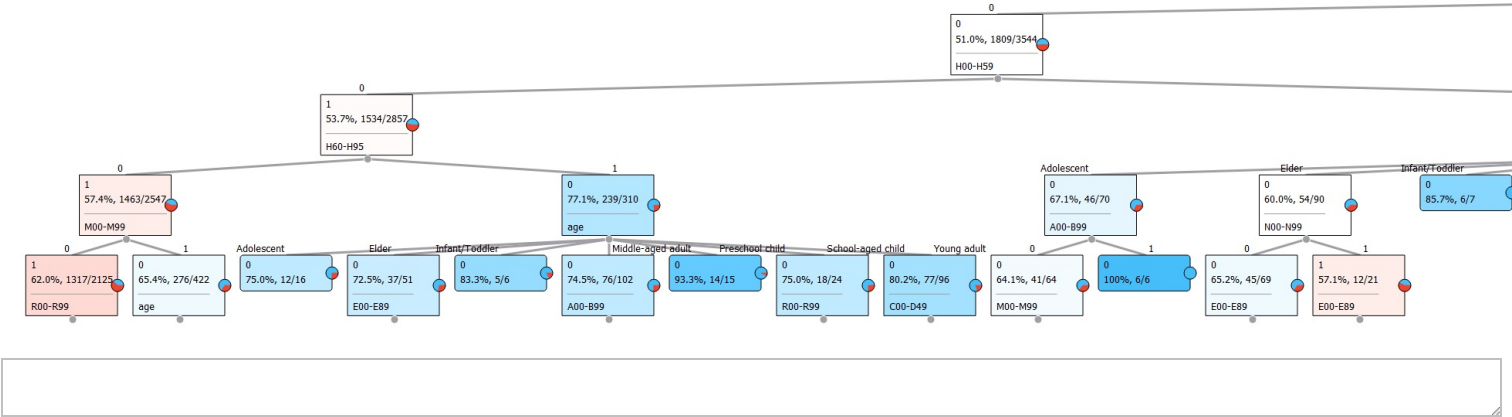 0
0
51.0%, 1809/3544
H00-H59
0
1
53.7%, 1534/2857
H60-H95
0
1
57.4%, 1463/2547
M00-M99
1
0
77.1%, 239/310
age
Adolescent
0
67.1%, 46/70
A00-B99
Elder
0
60.0%, 54/90
N00-N99
Infant/Toddler
0
85.7%, 6/7
0
1
62.0%, 1317/2125
R00-R99
1
0
65.4%, 276/422
age
Adolescent
0
75.0%, 12/16
Elder
0
72.5%, 37/51
E00-E89
Infant/Toddler
0
83.3%, 5/6
Middle-aged adult
0
74.5%, 76/102
A00-B99
Preschool child
0
93.3%, 14/15
School-aged child
0
75.0%, 18/24
R00-R99
Young adult
0
80.2%, 77/96
C00-D49
0
0
64.1%, 41/64
M00-M99
1
0
100%, 6/6
0
0
65.2%, 45/69
E00-E89
1
1
57.1%, 12/21
E00-E89